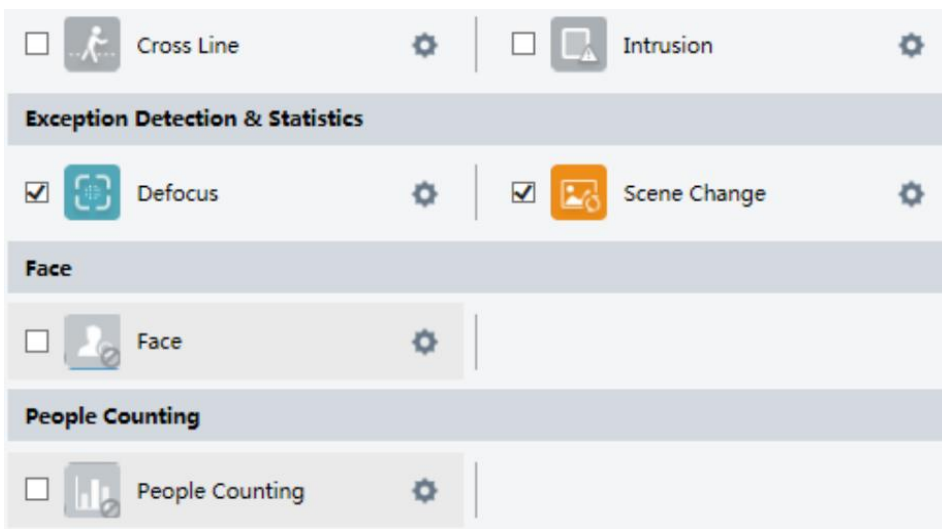 Cross Line
Intrusion
Exception Detection & Statistics
Defocus
Scene Change
Face
Face
People Counting
People Counting